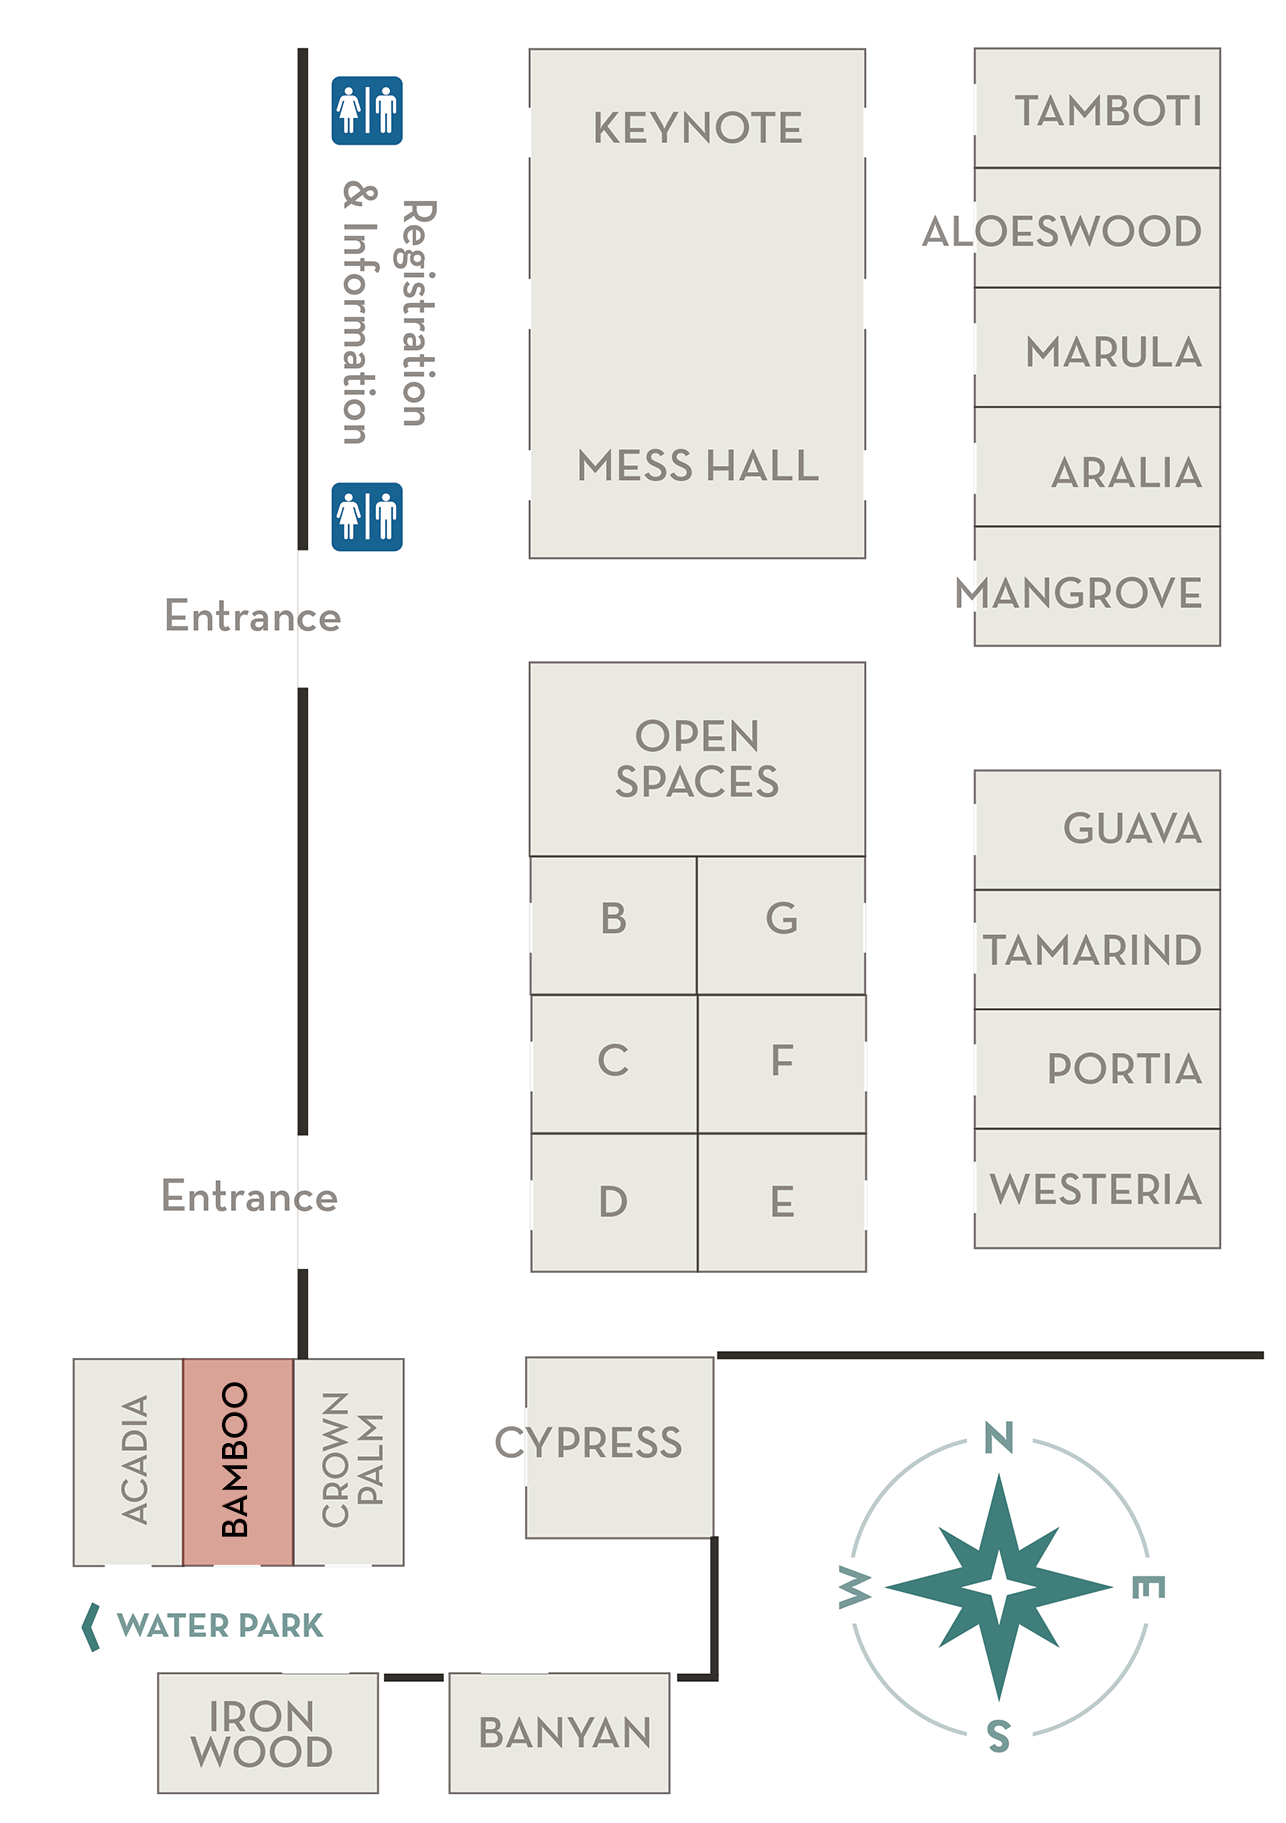 KEYNOTE
MESS HALL
Registration
& Information
Entrance
TAMBOTI
ALOESWOOD
MARULA
ARALIA
MANGROVE
OPEN
SPACES
B
G
C
F
D
E
GUAVA
TAMARIND
PORTIA
WESTERIA
Entrance
ACADIA
BAMBOO
CROWN
PALM
CYPRESS
WATER PARK
IRON
WOOD
BANYAN
N
W
E
S